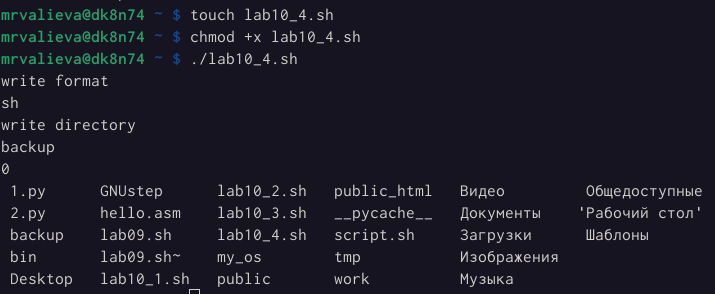 mrvalieva@dk8n74 ~ $ touch lab10_4.sh
mrvalieva@dk8n74 ~ $ chmod +x lab10_4.sh
mrvalieva@dk8n74 ~ $ ./lab10_4.sh
write format
sh
write directory
backup
0
1.py GNUstep lab10_2.sh public_html Видео Общедоступные
2.py hello.asm lab10_3.sh __pycache__ Документы 'Рабочий стол'
backup lab09.sh lab10_4.sh script.sh Загрузки Шаблоны
bin lab09.sh~ my_os tmp Изображения
Desktop lab10_1.sh public work Музыка